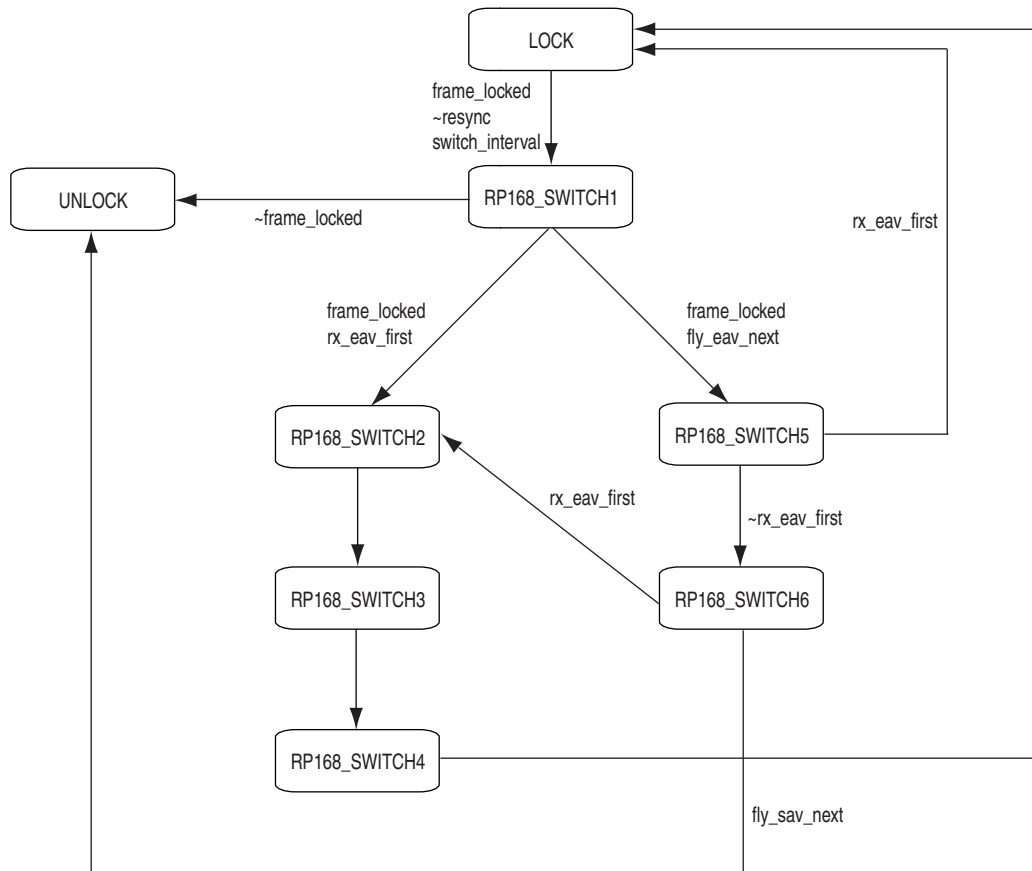 LOCK
frame_locked
~resync
switch_interval
RP168_SWITCH1
UNLOCK
~frame_locked
rx_eav_first
frame_locked
rx_eav_first
frame_locked
fly_eav_next
RP168_SWITCH2
RP168_SWITCH5
rx_eav_first
~rx_eav_first
RP168_SWITCH3
RP168_SWITCH6
RP168_SWITCH4
fly_sav_next